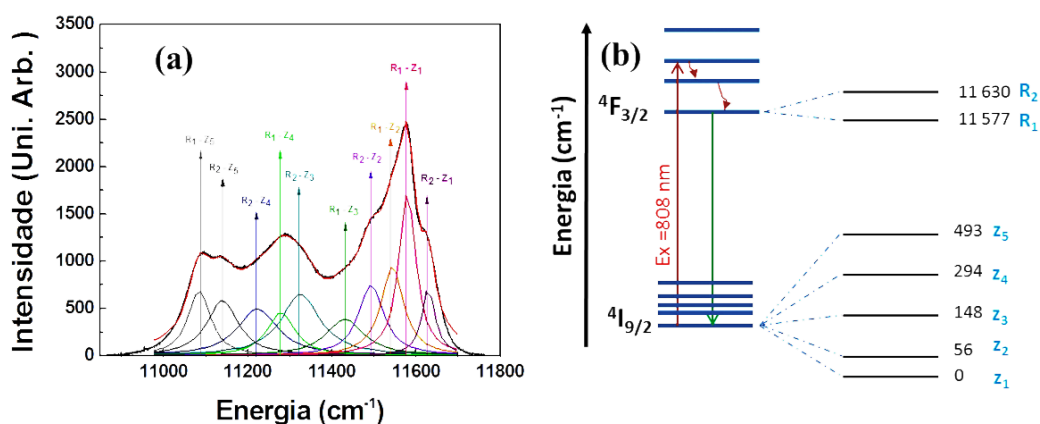 (a)
Intensidade (Uni. Arb. )
3500
3000
2500
2000
1500
1000
500
0
11000
11200
11400
11600
11800
Energia (cm-1)
R1 - Z5
R2 - Z5
R2 - Z4
R1 - Z4
R2 - Z3
R1 - Z3
R2 - Z2
R1 - Z2
R1 - Z1
R2 - Z1
(b)
Energia (cm-1)
4F3/2
Ex =808 nm
4I9/2
11 630 R2
11 577 R1
493 Z5
294 Z4
148 Z3
56 Z2
0 Z1